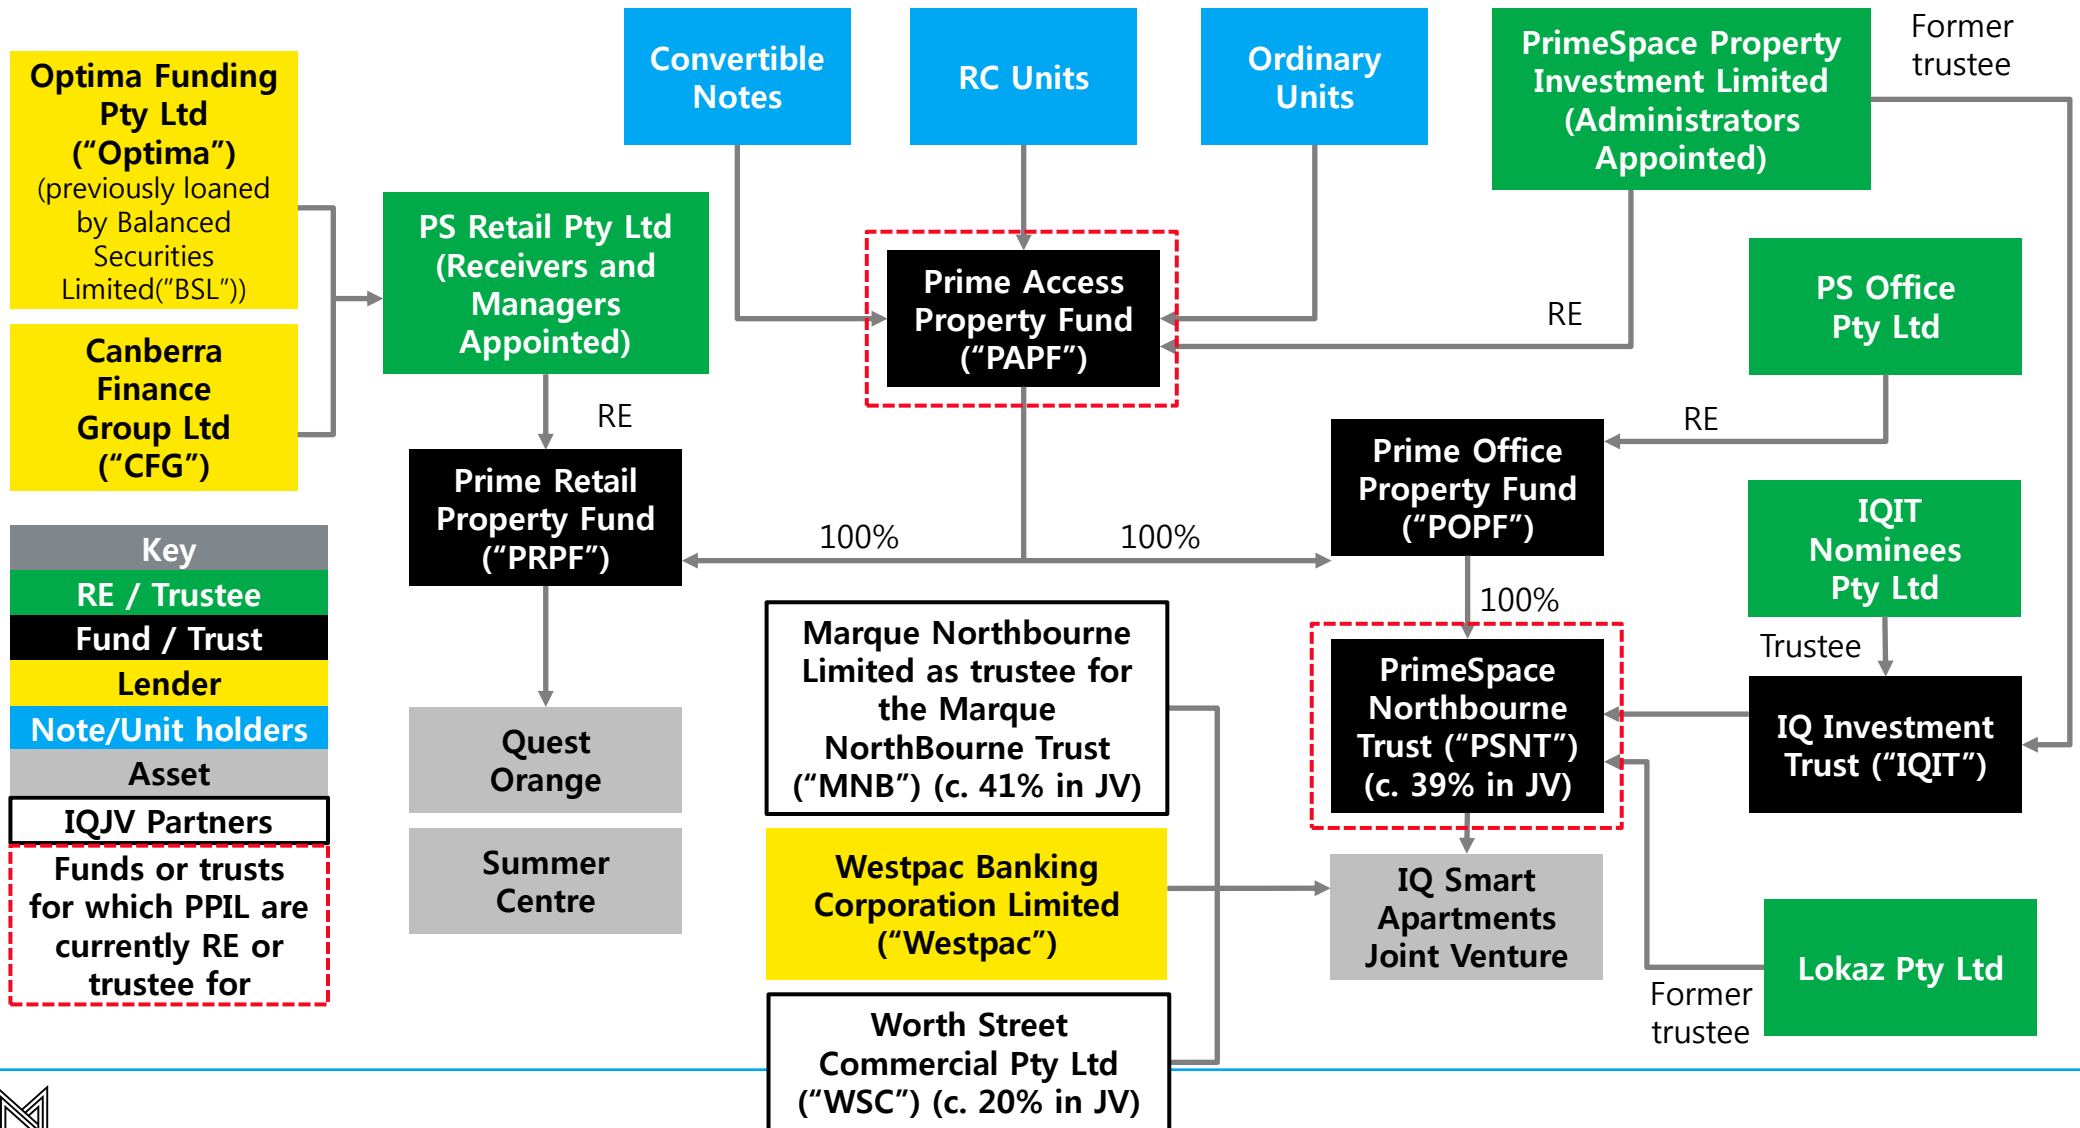 Optima Funding
Pty Ltd
(“Optima”)
(previously loaned
by Balanced
Securities
Limited(“BSL”))
Canberra
Finance
Group Ltd
(“CFG”)
Key
RE / Trustee
Fund / Trust
Lender
Note/Unit holders
Asset
IQJV Partners
Funds or trusts
for which PPIL are
currently RE or
trustee for
PS Retail Pty Ltd
(Receivers and
Managers
Appointed)
RE
Prime Retail
Property Fund
(“PRPF”)
Quest
Orange
Summer
Centre
Convertible
Notes
RC Units
Ordinary
Units
Prime Access
Property Fund
(“PAPF”)
100%
100%
Marque Northbourne
Limited as trustee for
the Marque
NorthBourne Trust
(“MNB”) (c. 41% in JV)
Westpac Banking
Corporation Limited
(“Westpac”)
Worth Street
Commercial Pty Ltd
(“WSC”) (c. 20% in JV)
PrimeSpace Property
Investment Limited
(Administrators
Appointed)
Former
trustee
RE
PS Office
Pty Ltd
RE
Prime Office
Property Fund
(“POPF”)
100%
IQIT
Nominees
Pty Ltd
Trustee
PrimeSpace
Northbourne
Trust (“PSNT”)
(c. 39% in JV)
IQ Investment
Trust (“IQIT”)
IQ Smart
Apartments
Joint Venture
Lokaz Pty Ltd
Former
trustee